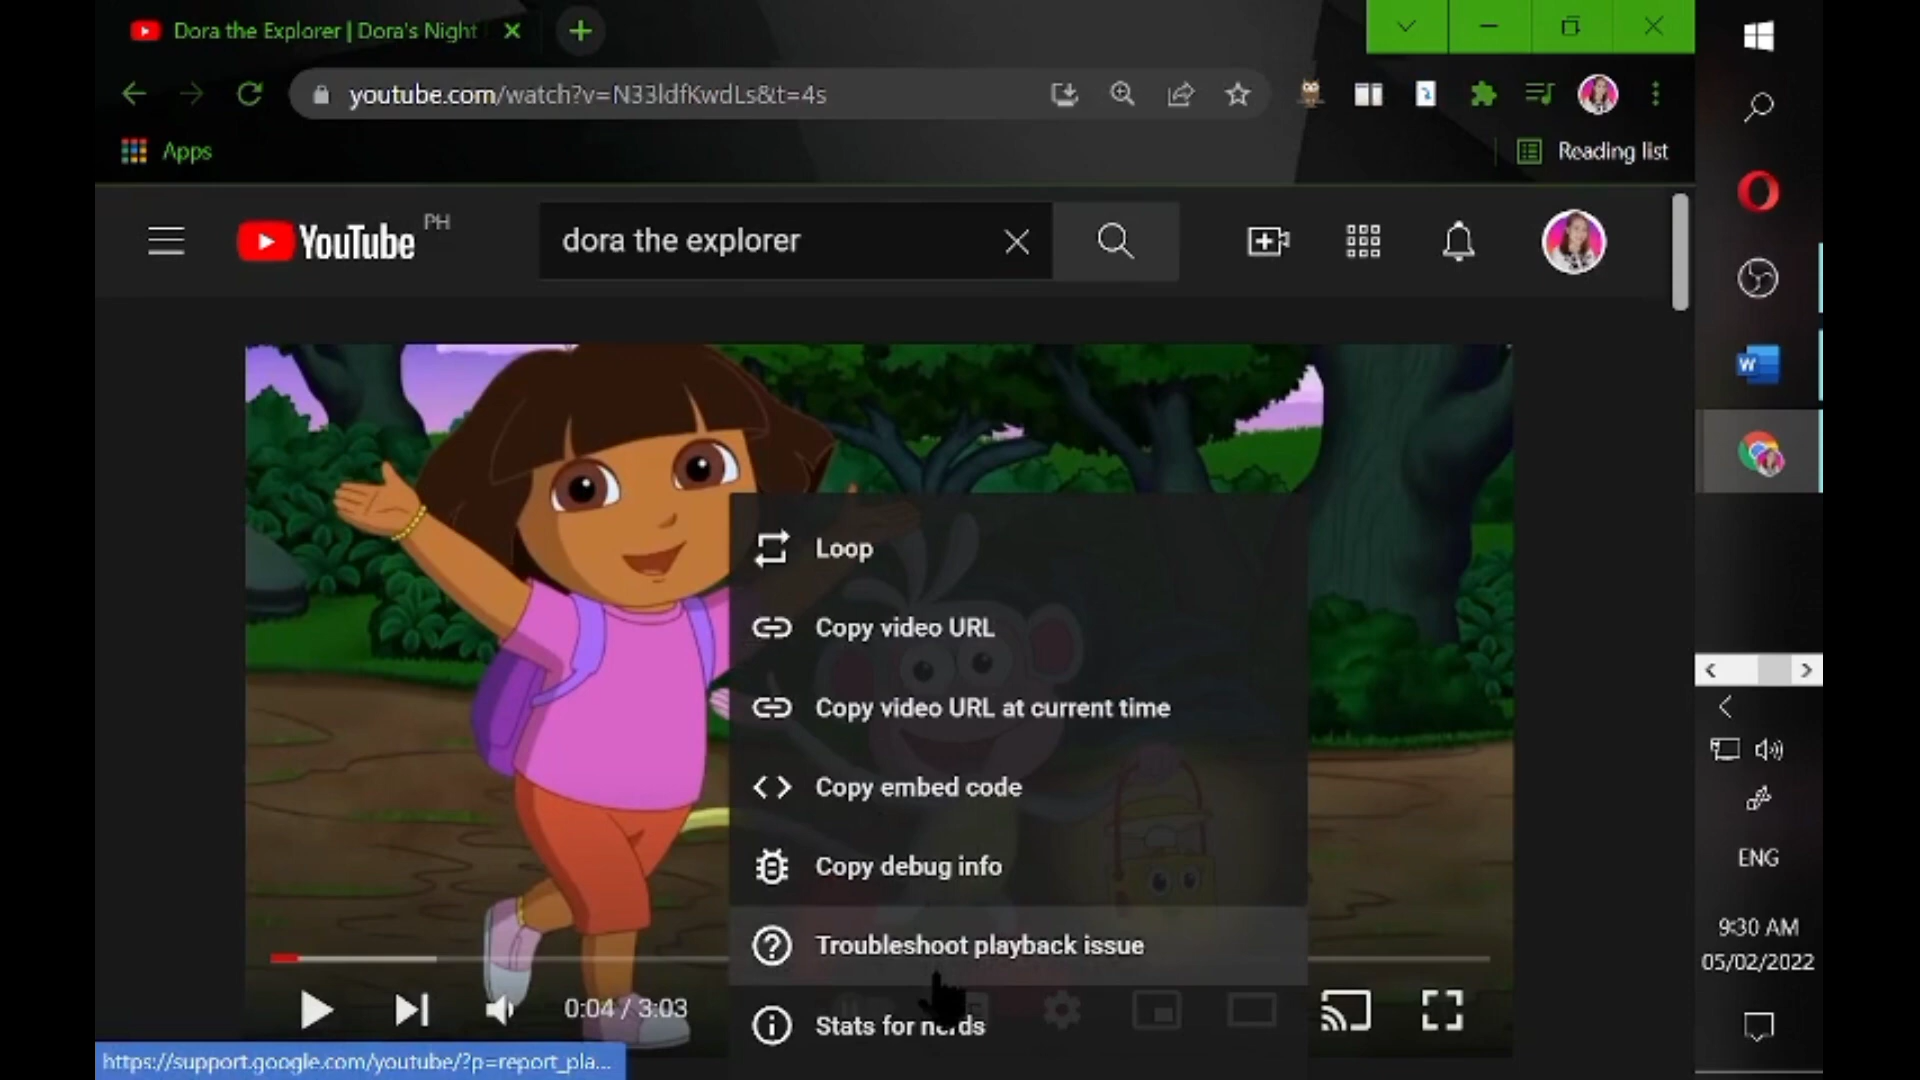 Dora the Explorer | Dora's Night
youtube.com/watch?v=N33ldfKwdLs&t=4s
Apps
Reading list
YouTube PH
dora the explorer
Loop
Copy video URL
Copy video URL at current time
Copy embed code
Copy debug info
Troubleshoot playback issue
0:04 / 3:03
Stats for nerds
https://support.google.com/youtube/?p=report_pla...
W
ENG
9:30 AM
05/02/2022